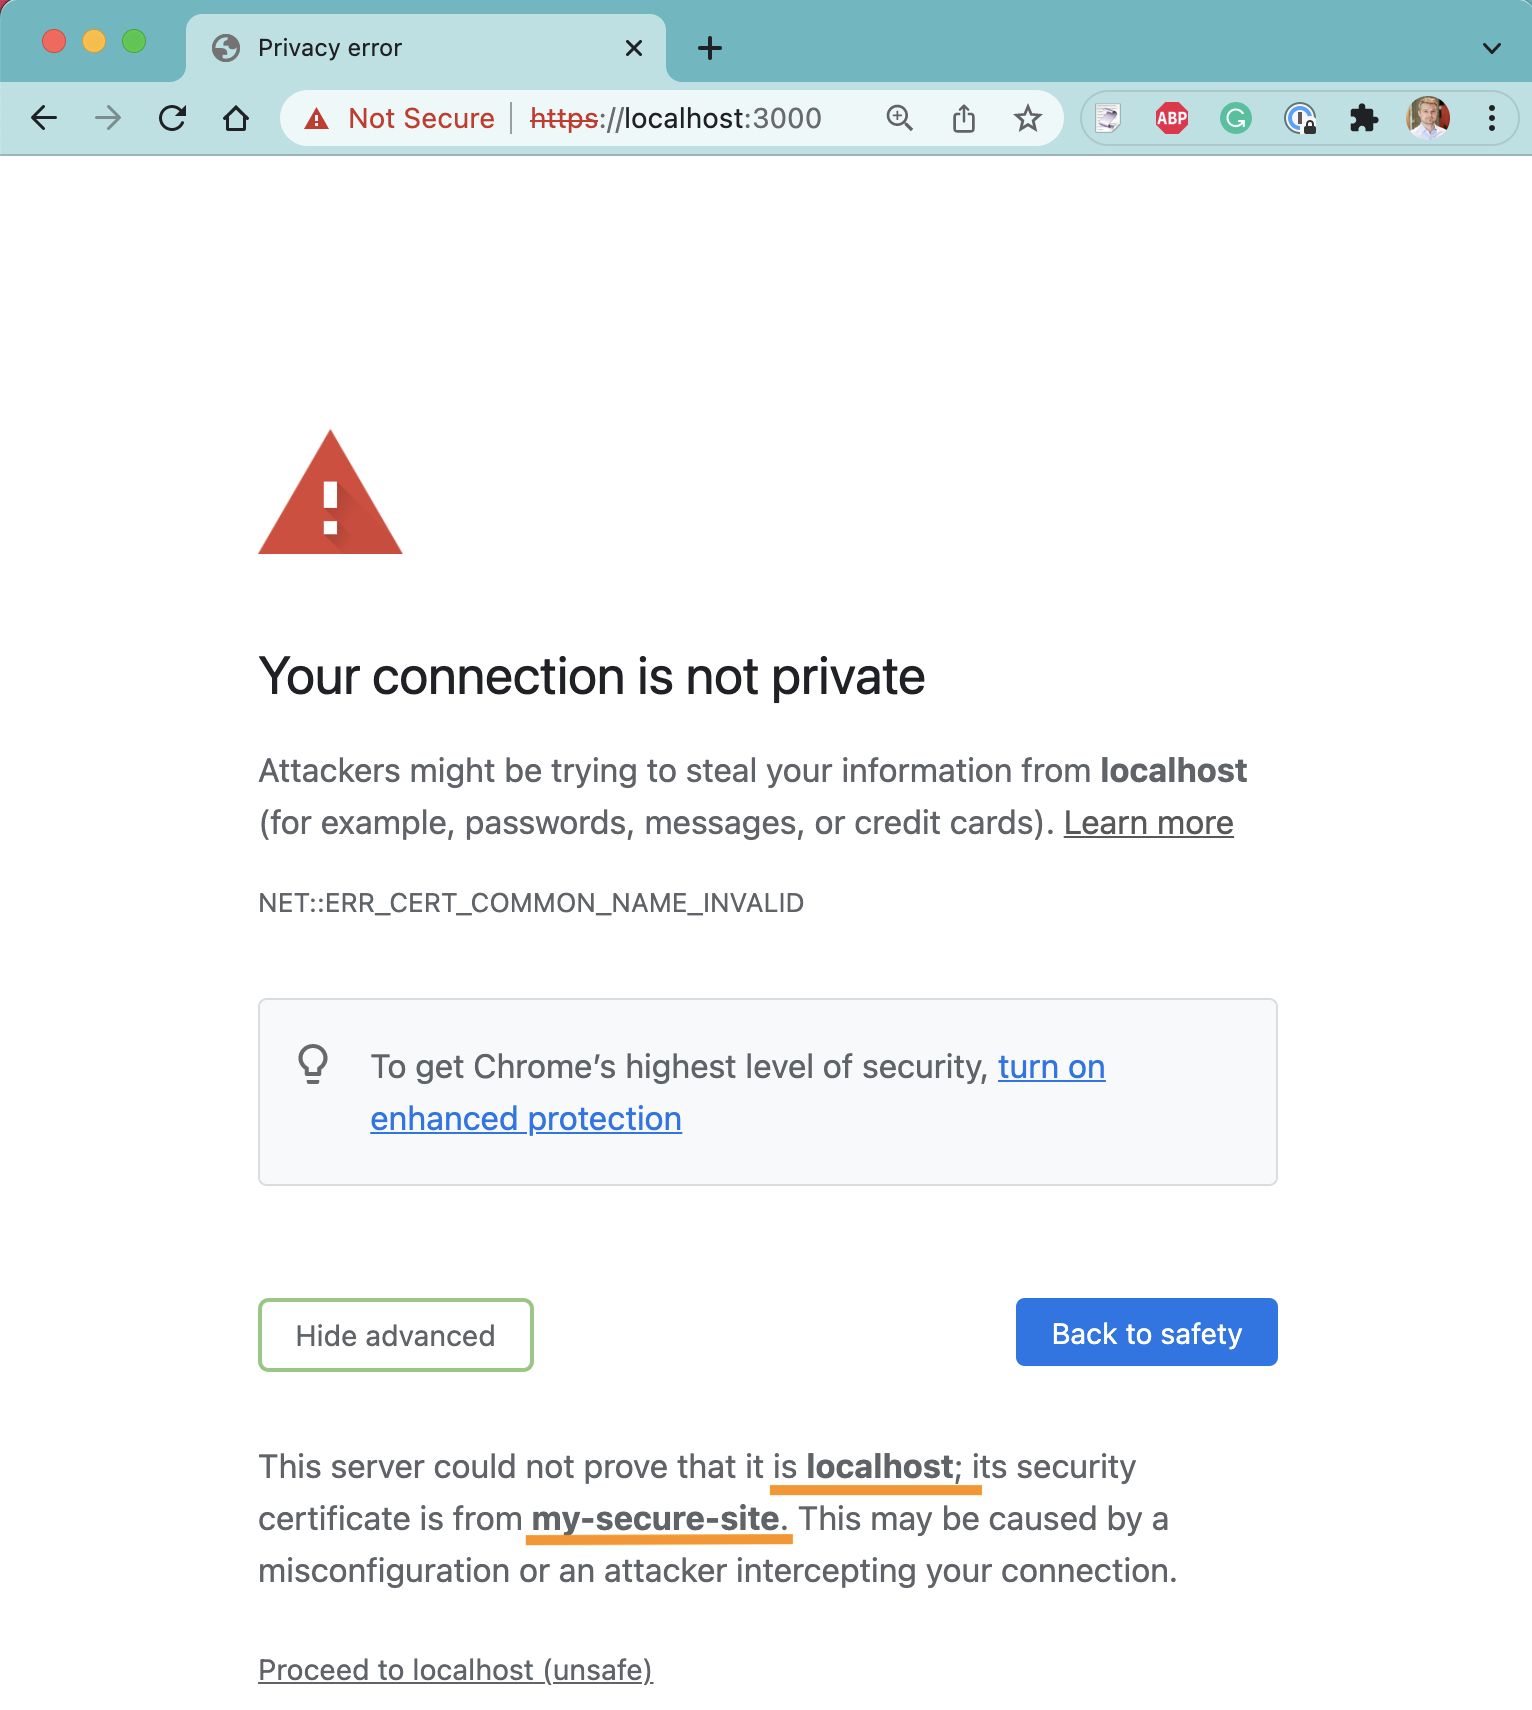 Privacy error
Not Secure https://localhost:3000
ABP
Your connection is not private
Attackers might be trying to steal your information from localhost
(for example, passwords, messages, or credit cards). Learn more
NET::ERR_CERT_COMMON_NAME_INVALID
To get Chrome’s highest level of security, turn on
enhanced protection
Hide advanced
Back to safety
This server could not prove that it is localhost; its security
certificate is from my-secure-site. This may be caused by a
misconfiguration or an attacker intercepting your connection.
Proceed to localhost (unsafe)